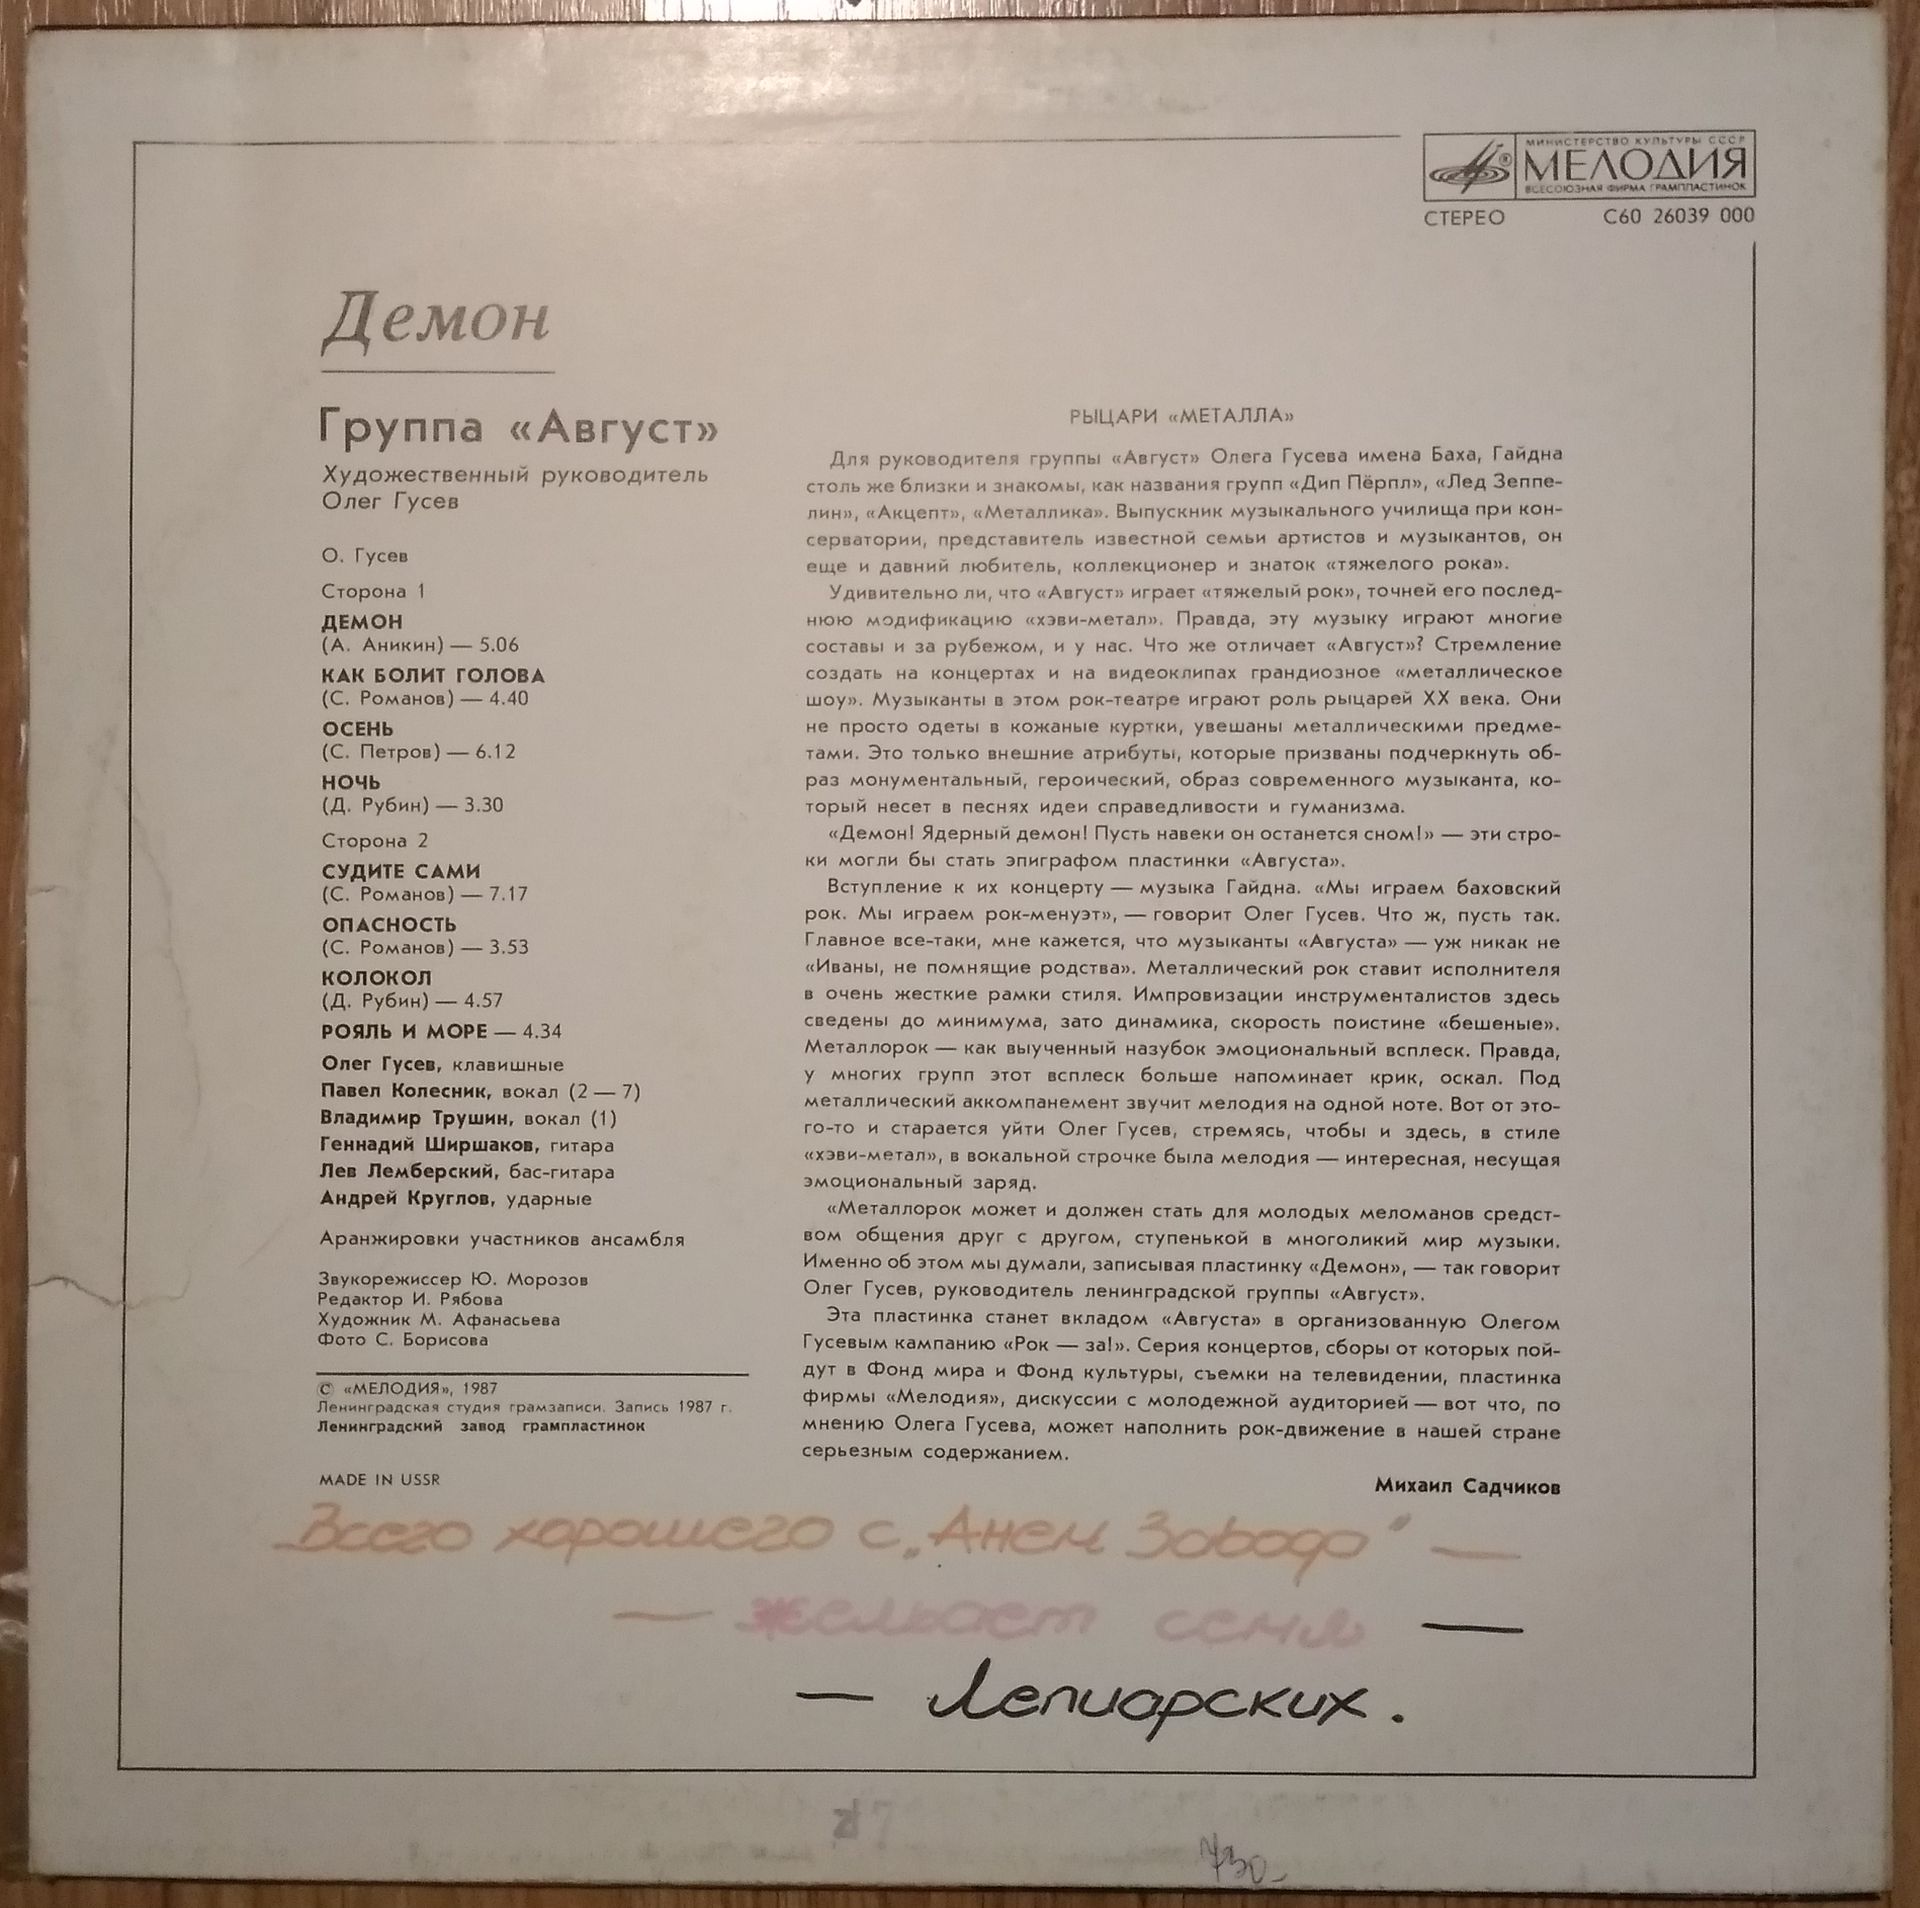 МИНИСТЕРСТВО КУЛЬТУРЫ СССР
МЕЛОДИЯ
ВСЕСОЮЗНАЯ ФИРМА ГРАМПЛАСТИНОК
СТЕРЕО С60 26039 000
Демон
Группа «Август»
Художественный руководитель
Олег Гусев
О. Гусев
Сторона 1
ДЕМОН
(А. Аникин) — 5.06
КАК БОЛИТ ГОЛОВА
(С. Романов) — 4.40
ОСЕНЬ
(С. Петров) — 6.12
НОЧЬ
(Д. Рубин) — 3.30
Сторона 2
СУДИТЕ САМИ
(С. Романов) — 7.17
ОПАСНОСТЬ
(С. Романов) — 3.53
КОЛОКОЛ
(Д. Рубин) — 4.57
РОЯЛЬ И МОРЕ — 4.34
Олег Гусев, клавишные
Павел Колесник, вокал (2 — 7)
Владимир Трушин, вокал (1)
Геннадий Ширшаков, гитара
Лев Лемберский, бас-гитара
Андрей Круглов, ударные
Аранжировки участников ансамбля
Звукорежиссер Ю. Морозов
Редактор И. Рябова
Художник М. Афанасьева
Фото С. Борисова
© «МЕЛОДИЯ», 1987
Ленинградская студия грамзаписи. Запись 1987 г.
Ленинградский завод грампластинок
MADE IN USSR
РЫЦАРИ «МЕТАЛЛА»
Для руководителя группы «Август» Олега Гусева имена Баха, Гайдна
столь же близки и знакомы, как названия групп «Дип Пёрпл», «Лед Зеппе-
лин», «Акцепт», «Металлика». Выпускник музыкального училища при кон-
серватории, представитель известной семьи артистов и музыкантов, он
еще и давний любитель, коллекционер и знаток «тяжелого рока».
Удивительно ли, что «Август» играет «тяжелый рок», точней его послед-
нюю модификацию «хэви-метал». Правда, эту музыку играют многие
составы и за рубежом, и у нас. Что же отличает «Август»? Стремление
создать на концертах и на видеоклипах грандиозное «металлическое
шоу». Музыканты в этом рок-театре играют роль рыцарей XX века. Они
не просто одеты в кожаные куртки, увешаны металлическими предме-
тами. Это только внешние атрибуты, которые призваны подчеркнуть об-
раз монументальный, героический, образ современного музыканта, ко-
торый несет в песнях идеи справедливости и гуманизма.
«Демон! Ядерный демон! Пусть навеки он останется сном!» — эти стро-
ки могли бы стать эпиграфом пластинки «Августа».
Вступление к их концерту — музыка Гайдна. «Мы играем баховский
рок. Мы играем рок-менуэт», — говорит Олег Гусев. Что ж, пусть так.
Главное все-таки, мне кажется, что музыканты «Августа» — уж никак не
«Иваны, не помнящие родства». Металлический рок ставит исполнителя
в очень жесткие рамки стиля. Импровизации инструменталистов здесь
сведены до минимума, зато динамика, скорость поистине «бешеные».
Металлорок — как выученный назубок эмоциональный всплеск. Правда,
у многих групп этот всплеск больше напоминает крик, оскал. Под
металлический аккомпанемент звучит мелодия на одной ноте. Вот от это-
го-то и старается уйти Олег Гусев, стремясь, чтобы и здесь, в стиле
«хэви-метал», в вокальной строчке была мелодия — интересная, несущая
эмоциональный заряд.
«Металлорок может и должен стать для молодых меломанов средст-
вом общения друг с другом, ступенькой в многоликий мир музыки.
Именно об этом мы думали, записывая пластинку «Демон», — так говорит
Олег Гусев, руководитель ленинградской группы «Август».
Эта пластинка станет вкладом «Августа» в организованную Олегом
Гусевым кампанию «Рок — за!». Серия концертов, сборы от которых пой-
дут в Фонд мира и Фонд культуры, съемки на телевидении, пластинка
фирмы «Мелодия», дискуссии с молодежной аудиторией — вот что, по
мнению Олега Гусева, может наполнить рок-движение в нашей стране
серьезным содержанием.
Михаил Садчиков
Всего хорошего с „Днем Завода" —
— желает семья —
— Лепиарских.